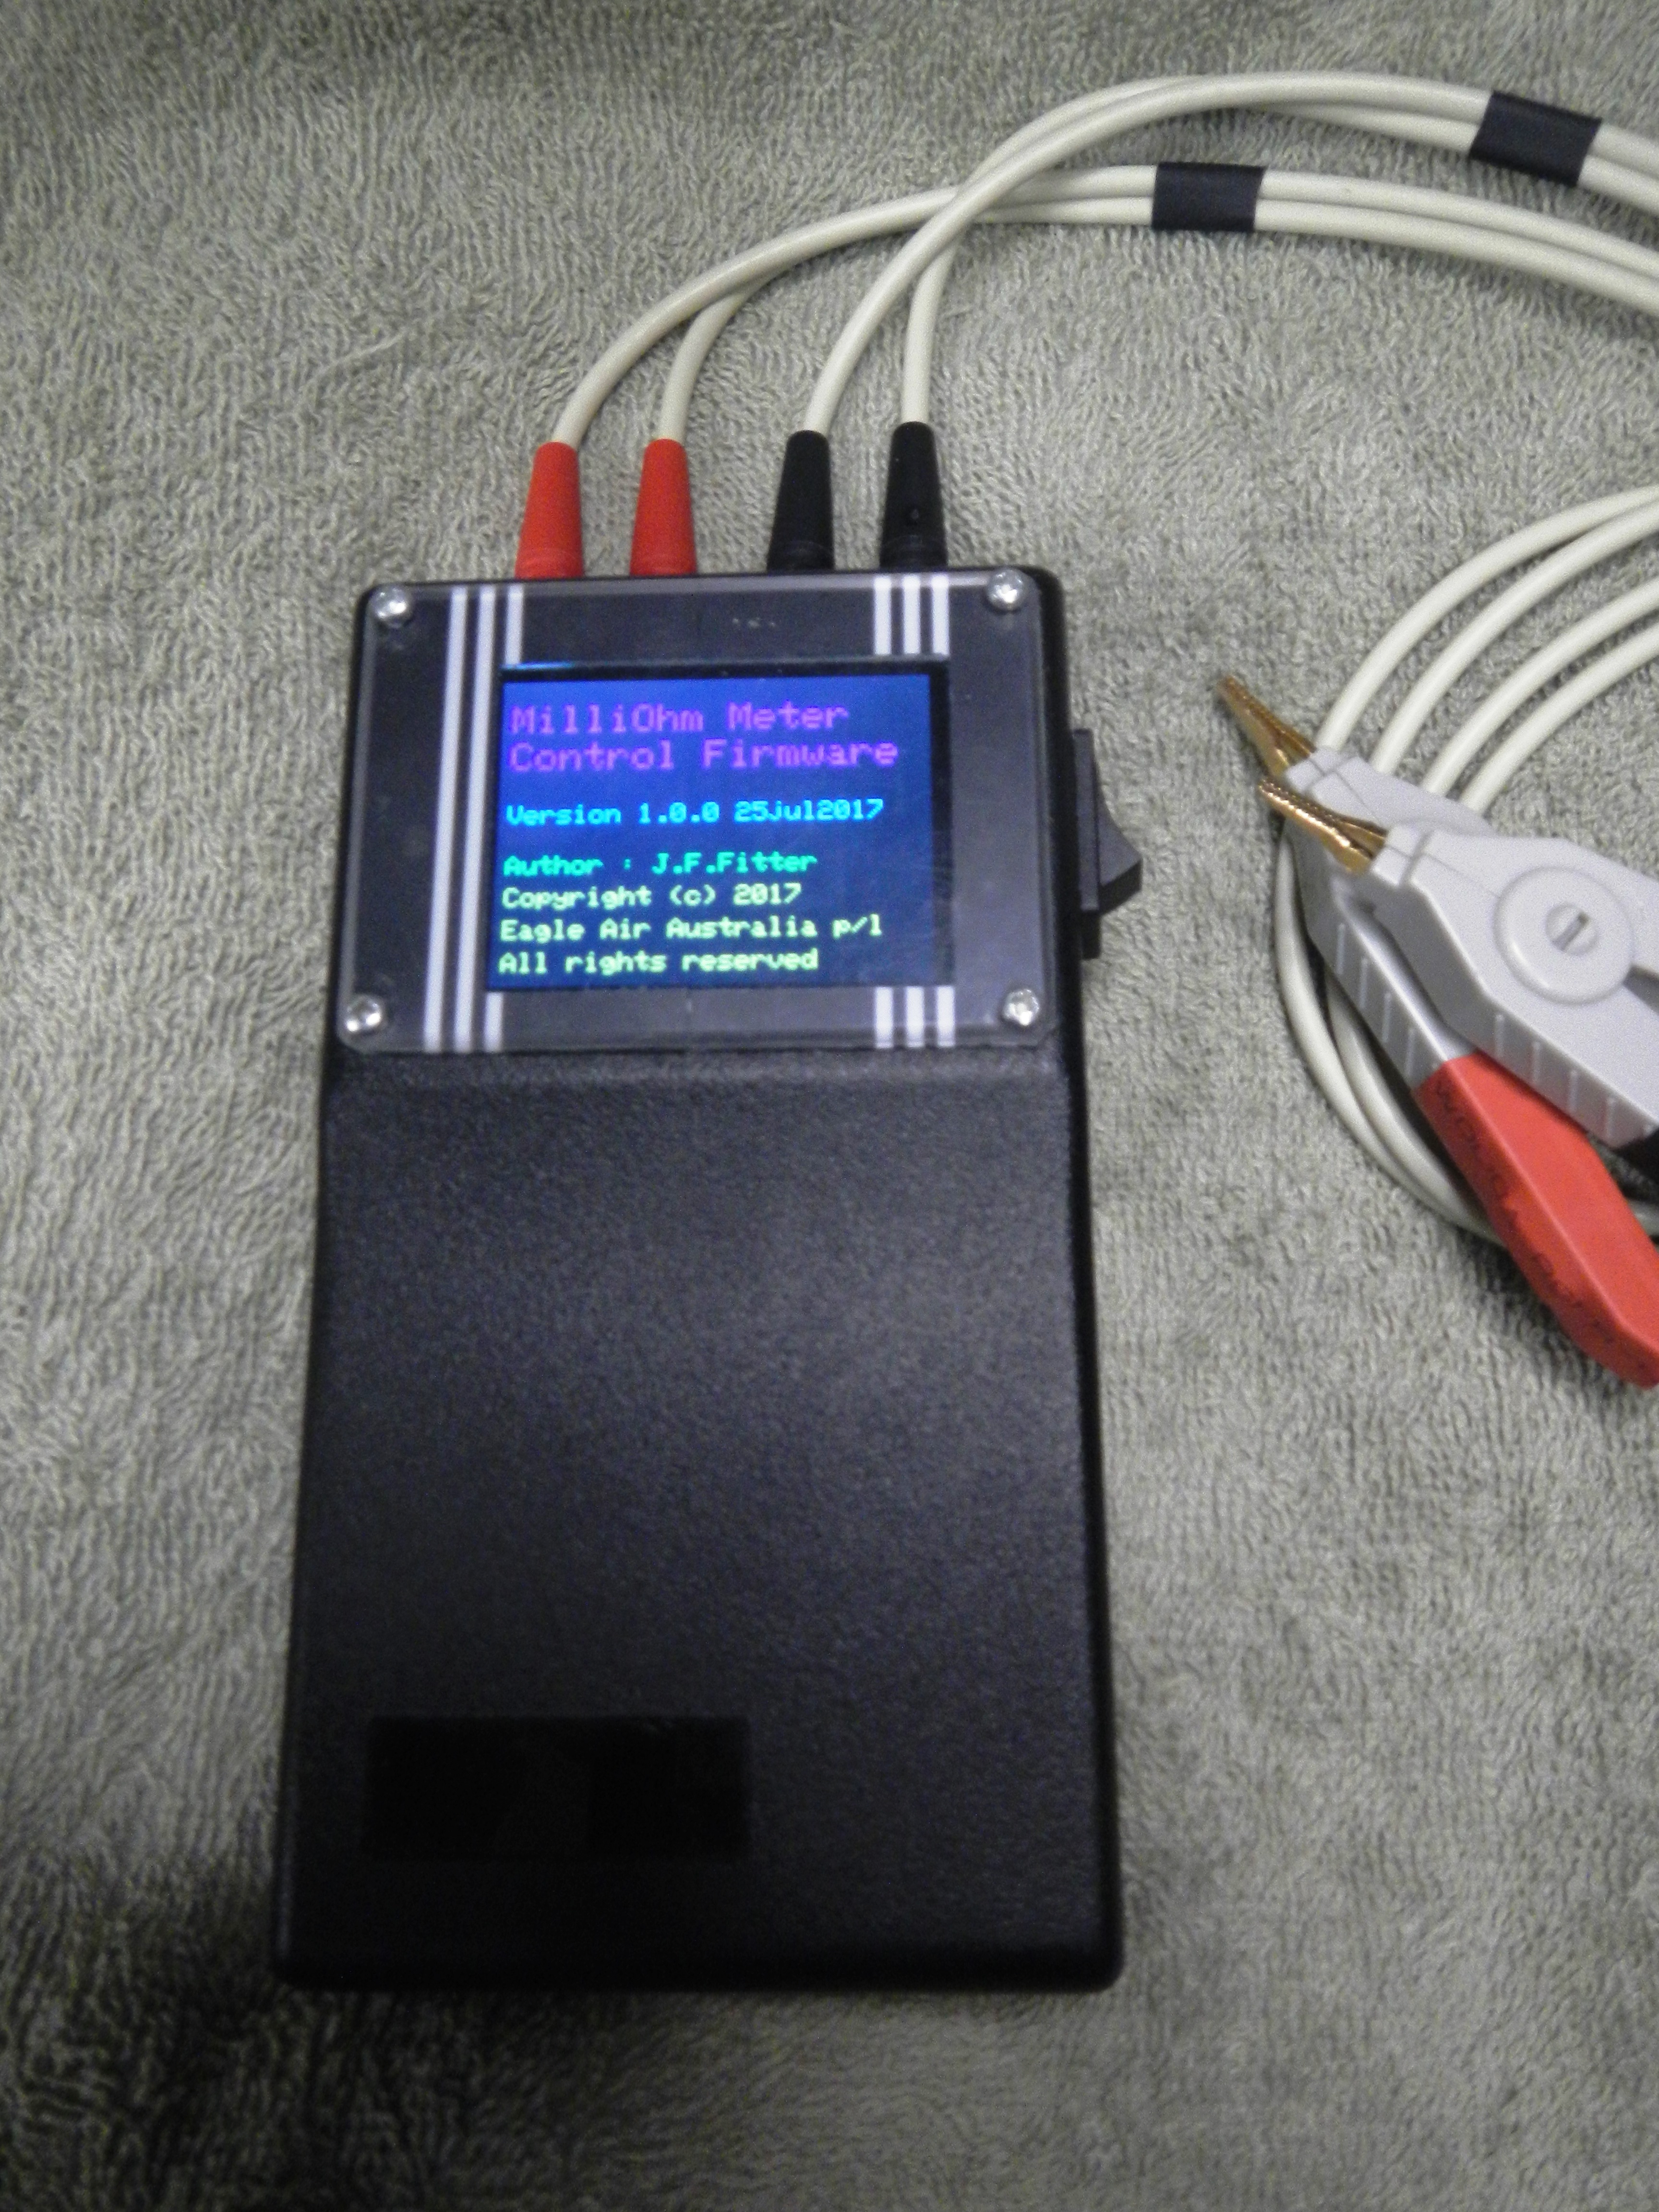 MilliOhm Meter
Control Firmware
Version 1.0.0 25Jul2017
Author : J.F.Fitter
Copyright (c) 2017
Eagle Air Australia p/l
All rights reserved